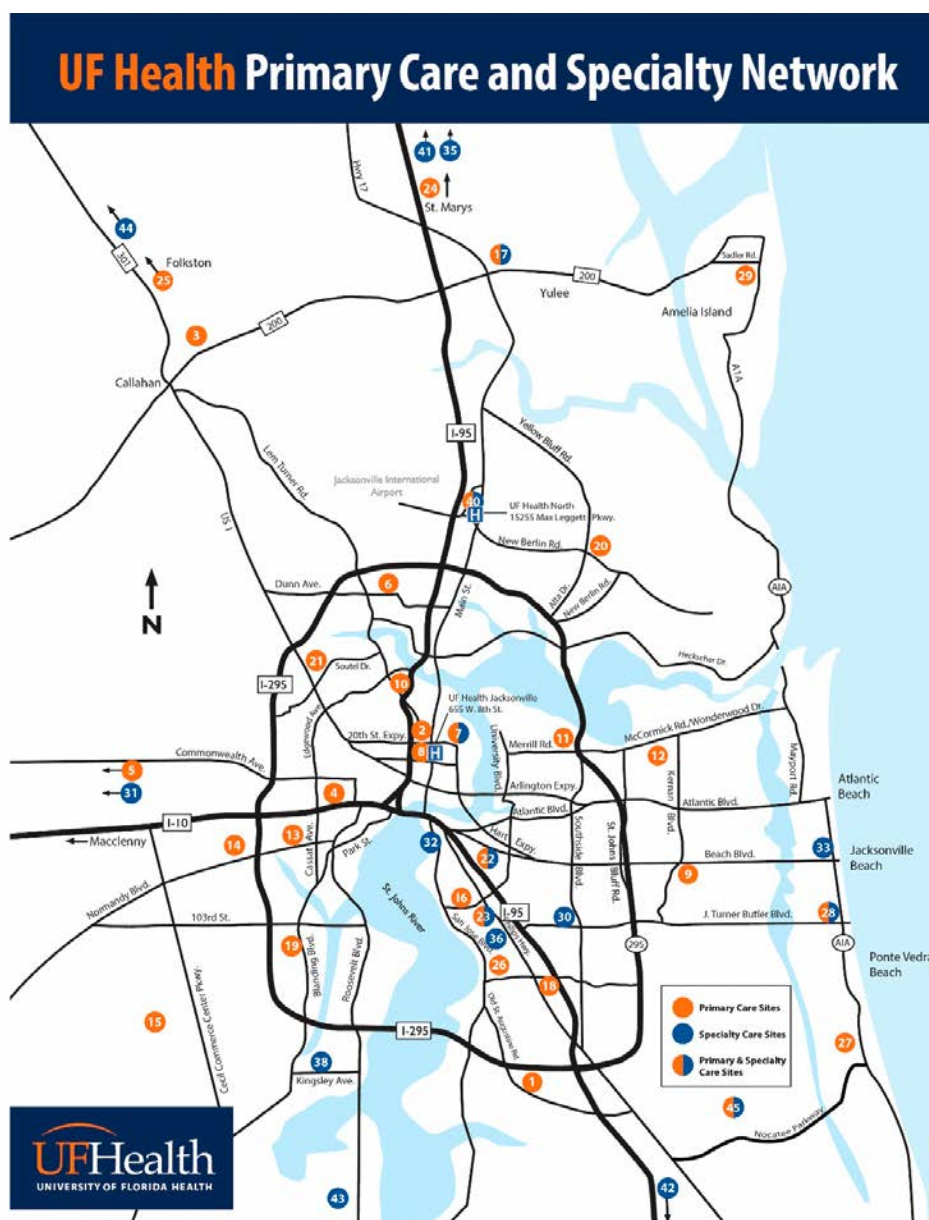 UF Health Primary Care and Specialty Network
41
35
Hwy 17
24
St. Marys
44
301
Folkston
25
17
200
Yulee
Sadler Rd.
29
Amelia Island
3
200
Callahan
A1A
I-95
Yellow Bluff Rd.
Lem Turner Rd.
Jacksonville International
Airport
US 1
40
H
UF Health North
15255 Max Leggett Pkwy.
New Berlin Rd.
20
Dunn Ave.
6
Main St.
Alta Dr.
New Berlin Rd.
A1A
N
21
Soutel Dr.
I-295
10
Heckscher Dr.
Edgewood Ave.
UF Health Jacksonville
655 W. 8th St.
2
7
20th St. Expy.
8
H
University Blvd.
Merrill Rd.
11
McCormick Rd./Wonderwood Dr.
12
Kernan Blvd.
Mayport Rd.
Commonwealth Ave.
5
31
4
Arlington Expy.
Atlantic Blvd.
Atlantic Blvd.
Atlantic
Beach
I-10
Macclenny
14
13
Cassat Ave.
Park St.
32
Hart Expy.
22
Southside Blvd.
St. Johns Bluff Rd.
Beach Blvd.
33
Jacksonville
Beach
9
Normandy Blvd.
103rd St.
St. Johns River
16
23
I-95
30
J. Turner Butler Blvd.
28
San Jose Blvd.
Philips Hwy.
36
19
Blanding Blvd.
Roosevelt Blvd.
26
18
295
A1A
Ponte Vedra
Beach
Cecil Commerce Center Pkwy.
15
I-295
Old St. Augustine Rd.
Primary Care Sites
Specialty Care Sites
Primary & Specialty
Care Sites
27
38
Kingsley Ave.
1
45
Nocatee Parkway
UFHealth
UNIVERSITY OF FLORIDA HEALTH
43
42